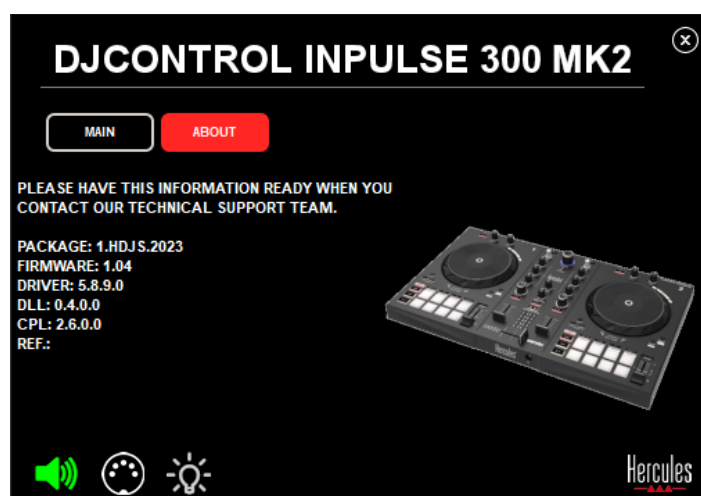 DJCONTROL INPULSE 300 MK2
MAIN
ABOUT
PLEASE HAVE THIS INFORMATION READY WHEN YOU
CONTACT OUR TECHNICAL SUPPORT TEAM.
PACKAGE: 1.HDJS.2023
FIRMWARE: 1.04
DRIVER: 5.8.9.0
DLL: 0.4.0.0
CPL: 2.6.0.0
REF.:
Hercules
Hercules